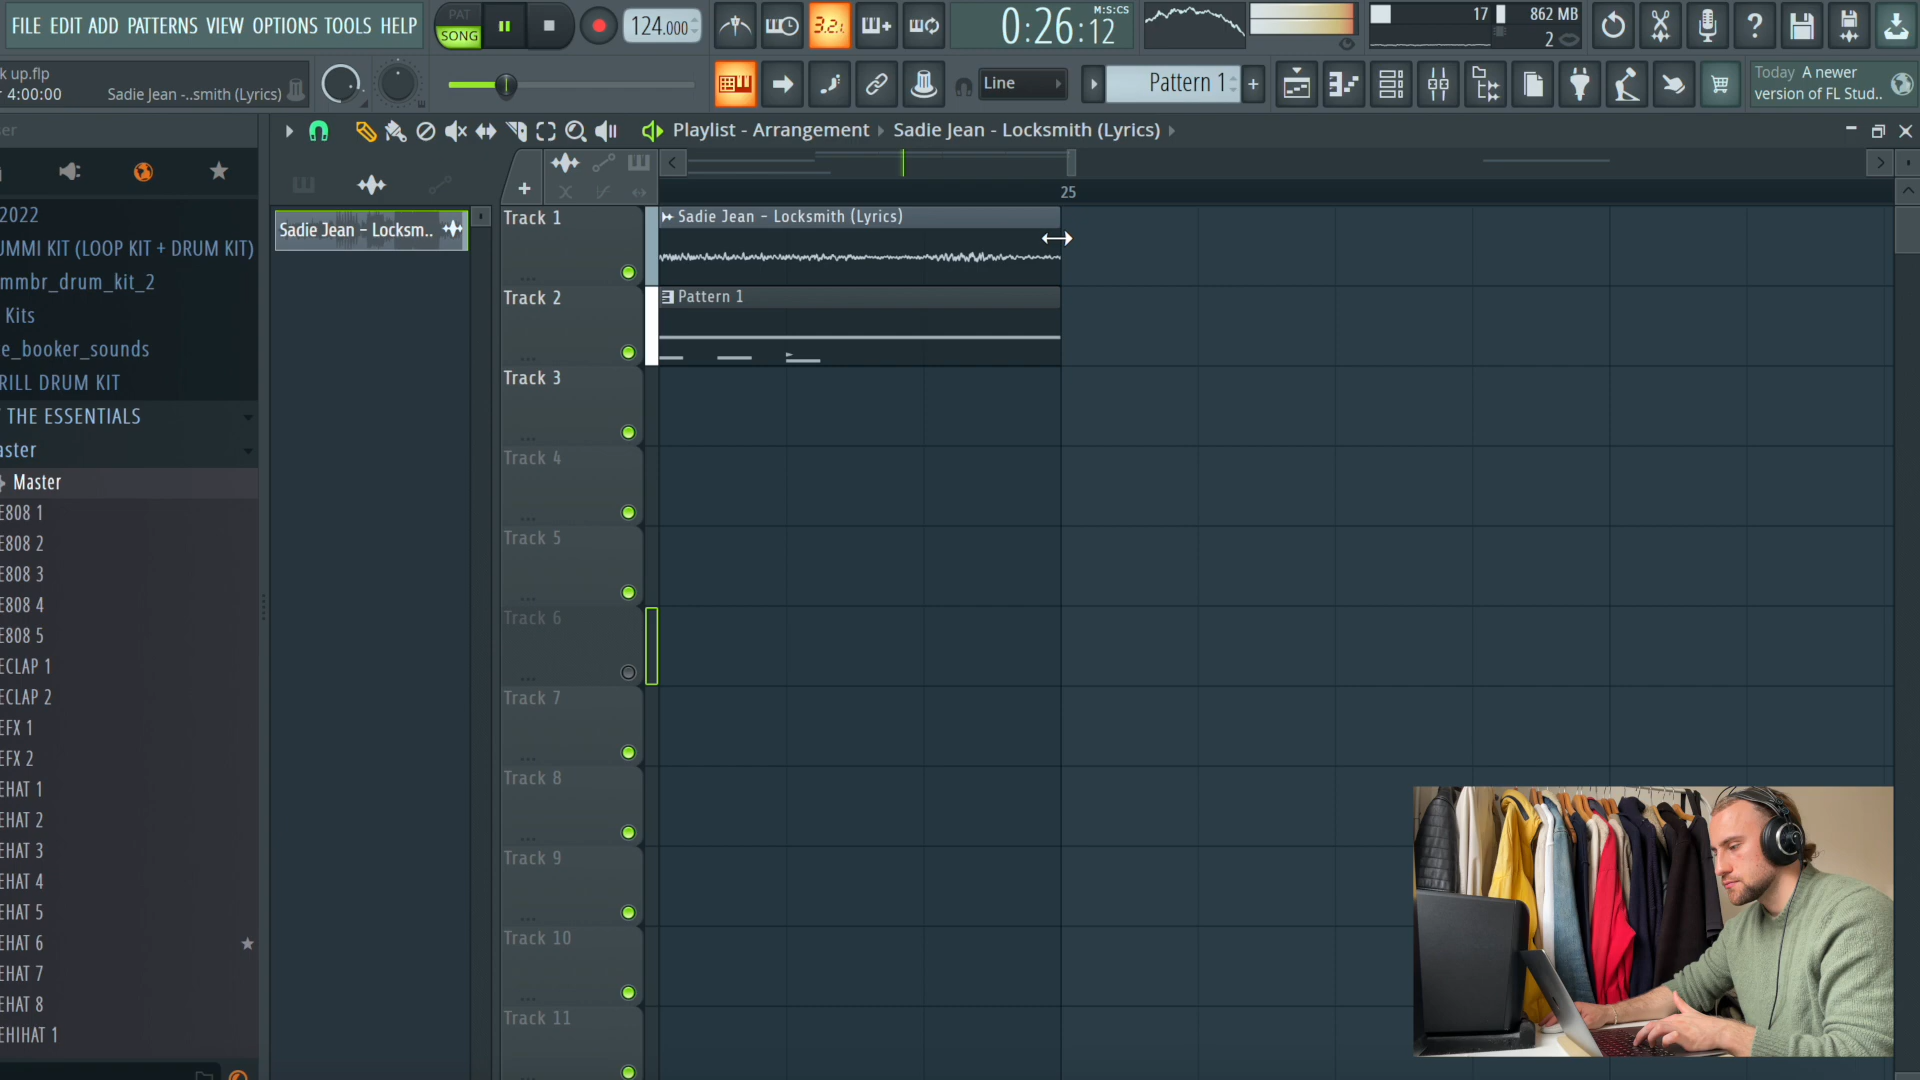 FILE EDIT ADD PATTERNS VIEW OPTIONS TOOLS HELP
PAT
SONG
124.000
3.2.
0:26:12
M:S:CS
17
862 MB
2
k up.flp
r 4:00:00
Sadie Jean -..smith (Lyrics)
Line
Pattern 1
+
Today A newer
version of FL Stud..
ser
Playlist - Arrangement
Sadie Jean - Locksmith (Lyrics)
25
2022
UMMI KIT (LOOP KIT + DRUM KIT)
mmbr_drum_kit_2
Kits
e_booker_sounds
RILL DRUM KIT
THE ESSENTIALS
aster
Master
E808 1
E808 2
E808 3
E808 4
E808 5
ECLAP 1
ECLAP 2
EFX 1
EFX 2
EHAT 1
EHAT 2
EHAT 3
EHAT 4
EHAT 5
EHAT 6
EHAT 7
EHAT 8
EHIHAT 1
Sadie Jean - Locksm..
Track 1
Sadie Jean - Locksmith (Lyrics)
Track 2
Pattern 1
Track 3
Track 4
Track 5
Track 6
Track 7
Track 8
Track 9
Track 10
Track 11